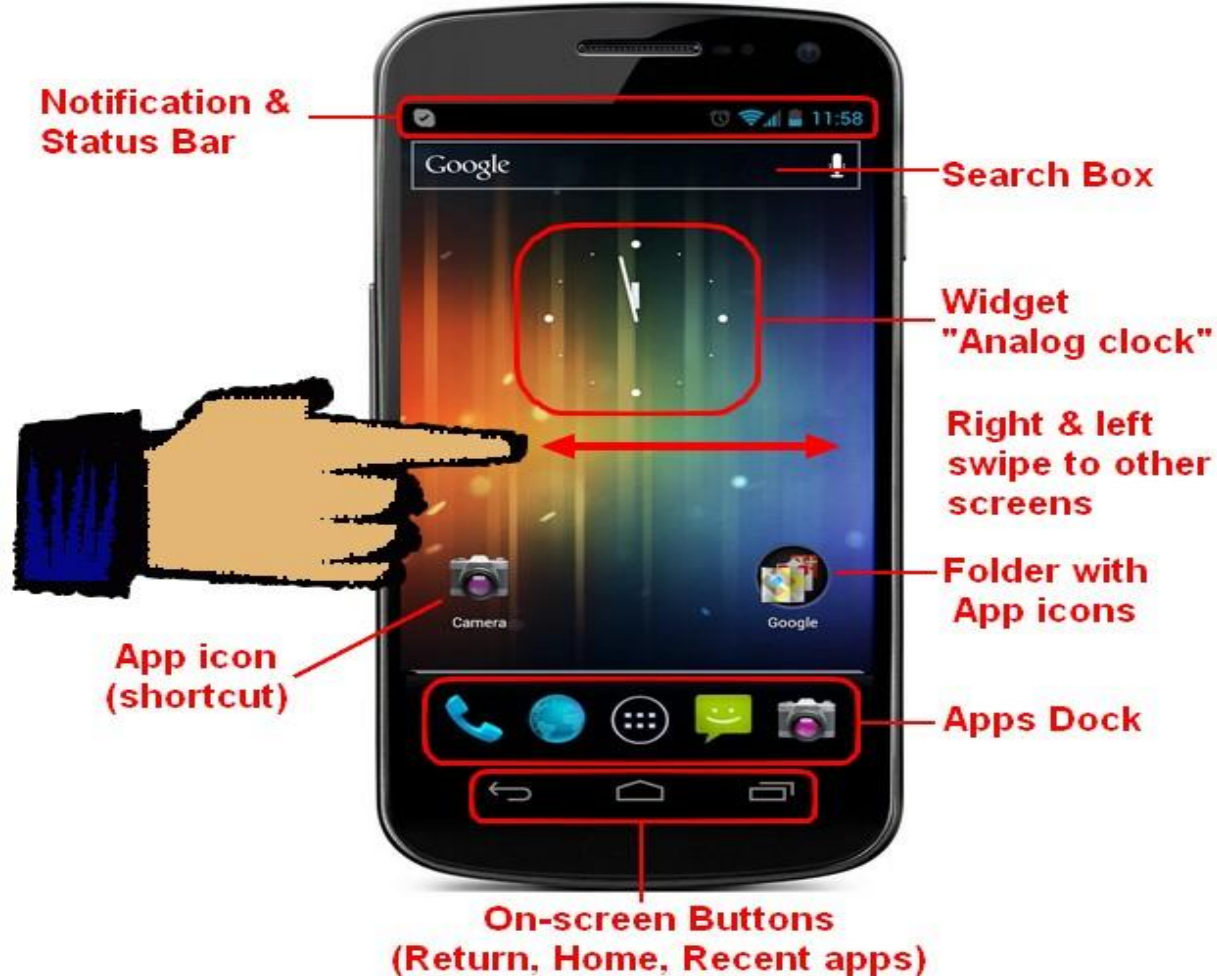 Notification &
Status Bar
11:58
Google
Search Box
Widget
"Analog clock"
Right & left
swipe to other
screens
Camera
Google
Folder with
App icons
App icon
(shortcut)
Apps Dock
On-screen Buttons
(Return, Home, Recent apps)